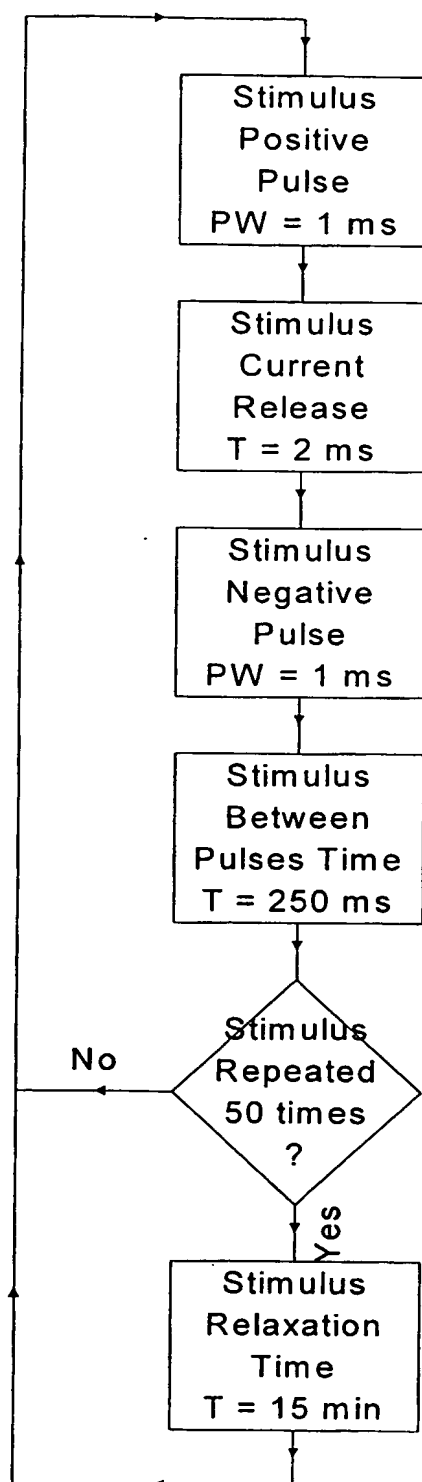 Stimulus
Positive
Pulse
PW = 1 ms
Stimulus
Current
Release
T = 2 ms
Stimulus
Negative
Pulse
PW = 1 ms
Stimulus
Between
Pulses Time
T = 250 ms
Stimulus
No
Repeated
50 times
?
Yes
Stimulus
Relaxation
Time
T = 15 min